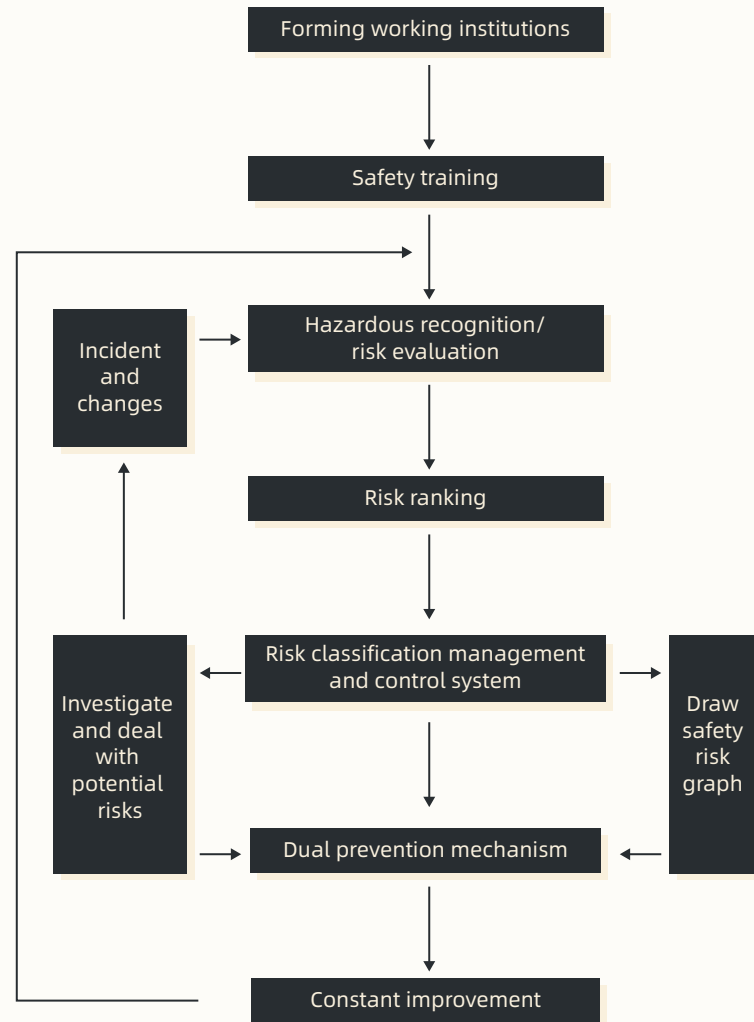 Forming working institutions
Safety training
Hazardous recognition/
risk evaluation
Incident
and
changes
Risk ranking
Risk classification management
and control system
Investigate
and deal
with
potential
risks
Draw
safety
risk
graph
Dual prevention mechanism
Constant improvement